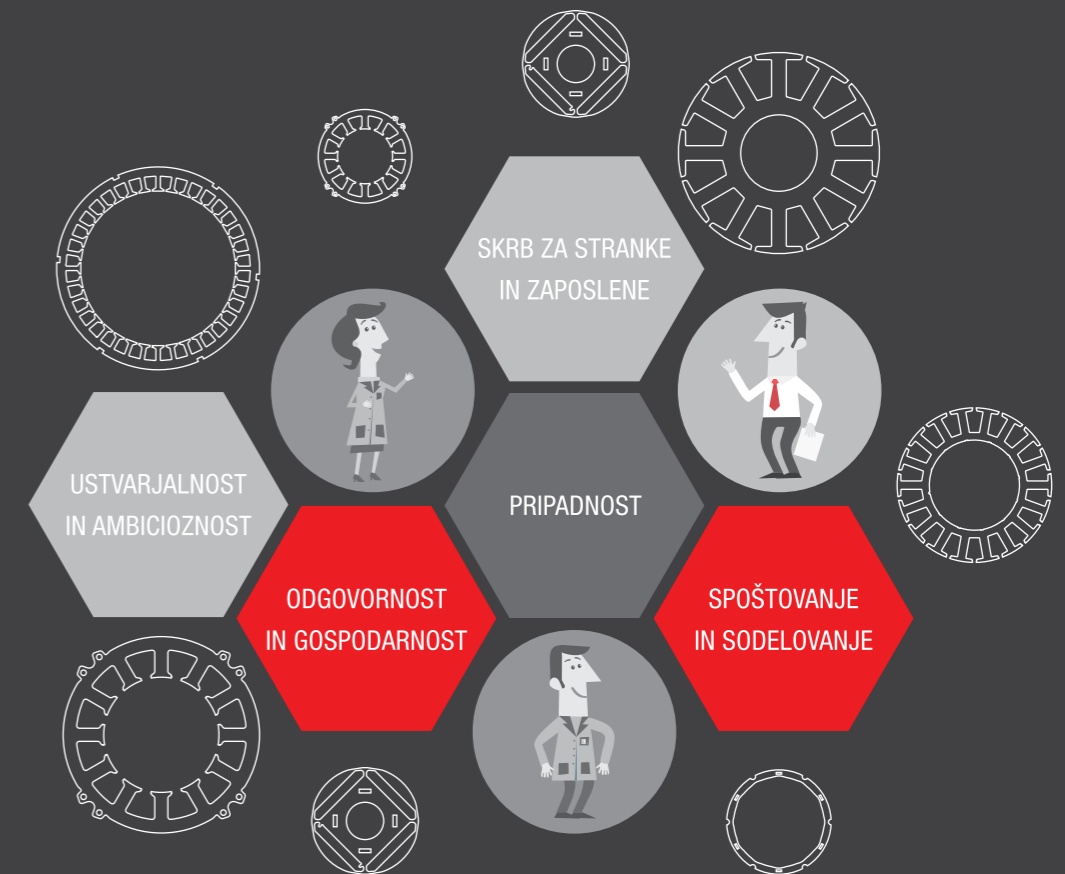 SKRB ZA STRANKE
IN ZAPOSLENE
USTVARJALNOST
IN AMBICIOZNOST
PRIPADNOST
ODGOVORNOST
IN GOSPODARNOST
SPOŠTOVANJE
IN SODELOVANJE